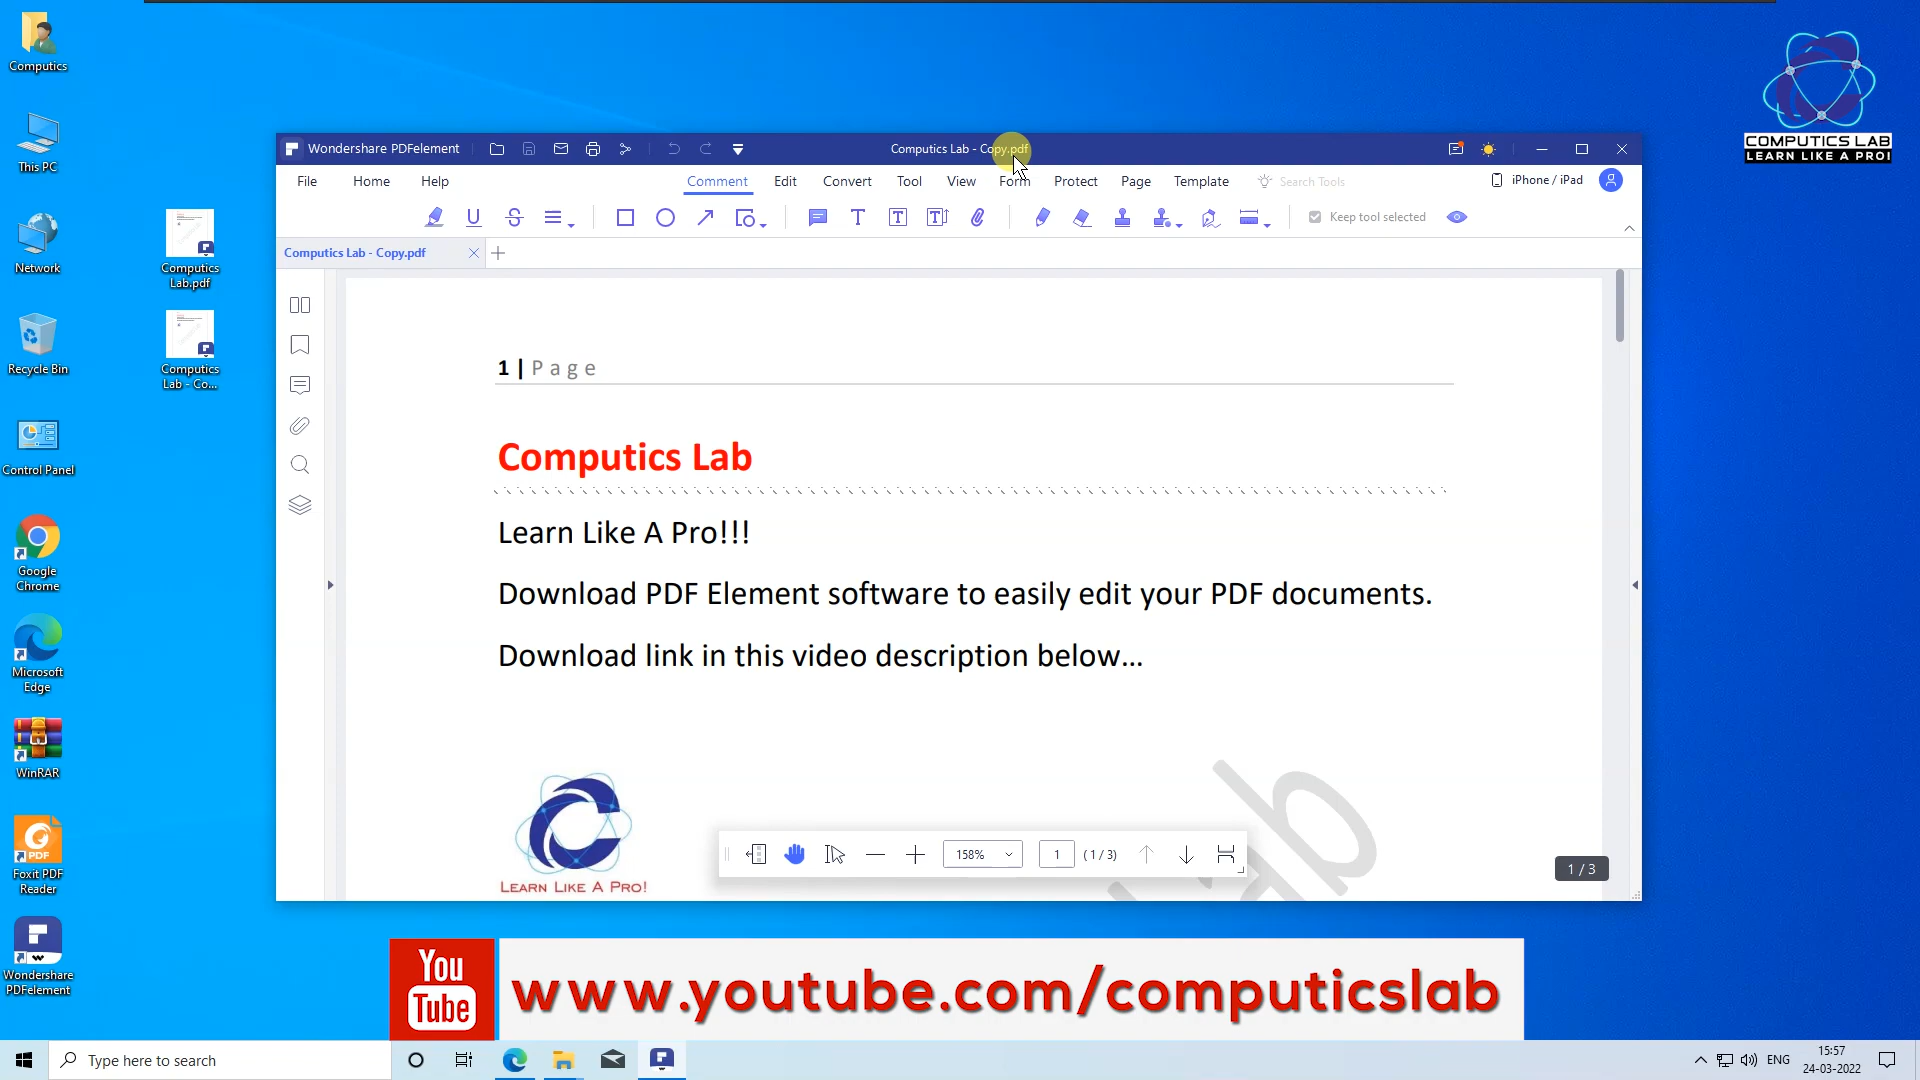 Computics
This PC
Network
Recycle Bin
Control Panel
Google
Chrome
Microsoft
Edge
WinRAR
PDF
Foxit PDF
Reader
Wondershare
PDFelement
Computics
Lab.pdf
Computics
Lab - Co...
COMPUTICS LAB
LEARN LIKE A PRO!
Wondershare PDFelement
Computics Lab - Copy.pdf
File Home Help Comment Edit Convert Tool View Form Protect Page Template Search Tools iPhone / iPad
Keep tool selected
Computics Lab - Copy.pdf
1 | Page
Computics Lab
Learn Like A Pro!!!
Download PDF Element software to easily edit your PDF documents.
Download link in this video description below...
LEARN LIKE A PRO!
158% 1 (1/3)
1 / 3
You
Tube
www.youtube.com/computicslab
Type here to search
ENG
15:57
24-03-2022